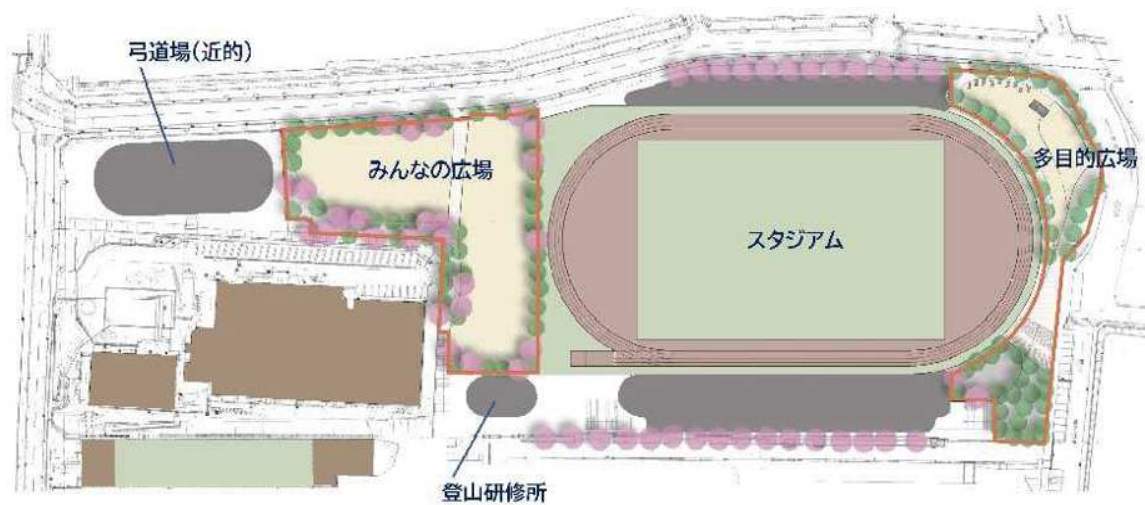 弓道場(近的)
みんなの広場
多目的広場
スタジアム
登山研修所